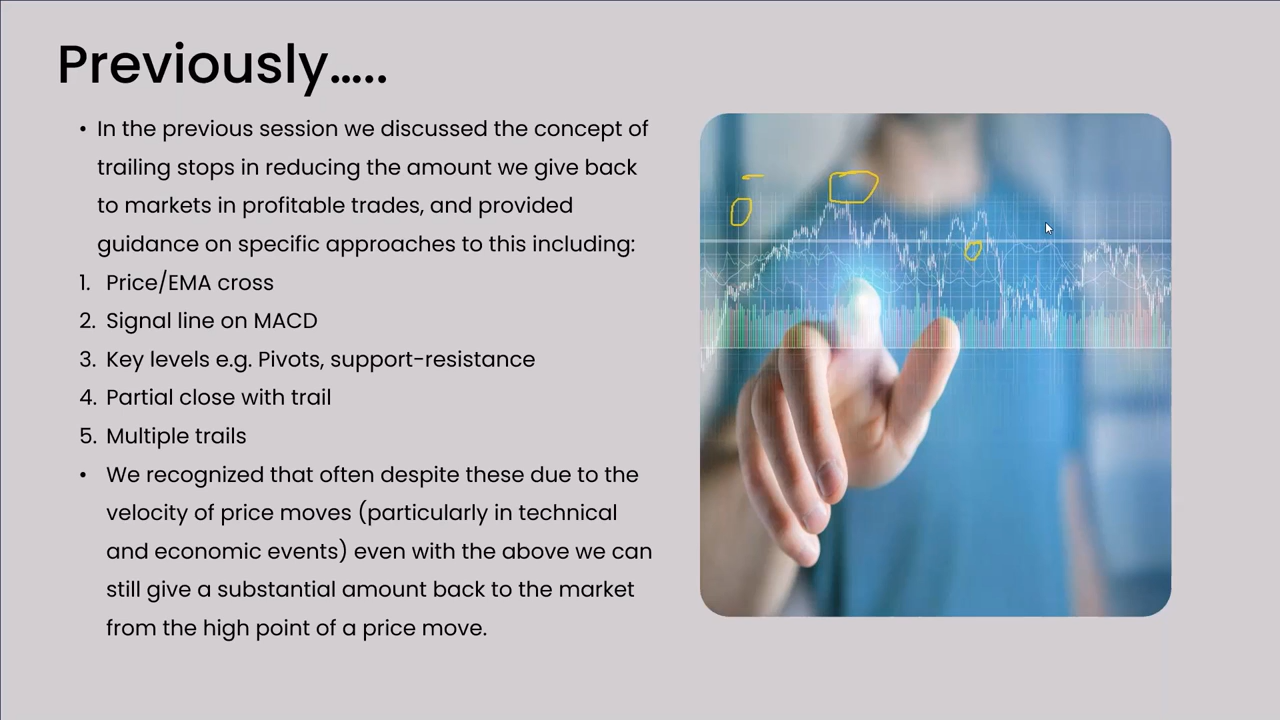 Previously.....
• In the previous session we discussed the concept of
trailing stops in reducing the amount we give back
to markets in profitable trades, and provided
guidance on specific approaches to this including:
1. Price/EMA cross
2. Signal line on MACD
3. Key levels e.g. Pivots, support-resistance
4. Partial close with trail
5. Multiple trails
• We recognized that often despite these due to the
velocity of price moves (particularly in technical
and economic events) even with the above we can
still give a substantial amount back to the market
from the high point of a price move.